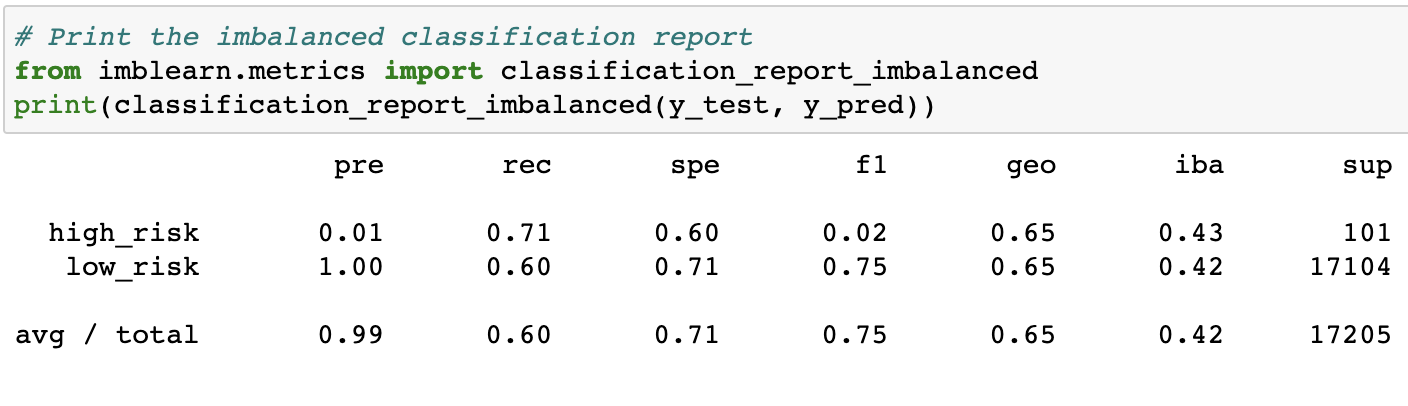 # Print the imbalanced classification report
from imblearn.metrics import classification_report_imbalanced
print(classification_report_imbalanced(y_test, y_pred))
pre rec spe f1 geo iba sup
high_risk 0.01 0.71 0.60 0.02 0.65 0.43 101
low_risk 1.00 0.60 0.71 0.75 0.65 0.42 17104
avg / total 0.99 0.60 0.71 0.75 0.65 0.42 17205